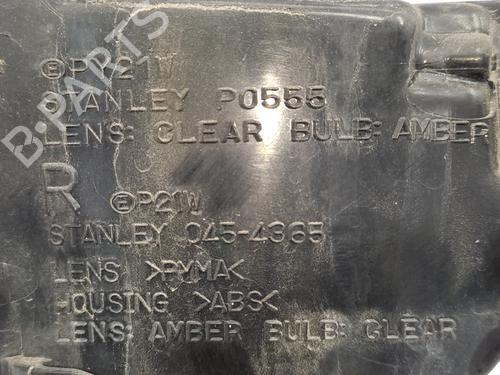 ⒺP21W
STANLEY P0555
LENS: CLEAR BULB: AMBER
R ⒺP21W
STANLEY 045-4365
LENS >PMMA<
HOUSING >ABS<
LENS: AMBER BULB: CLEAR
B-PARTS